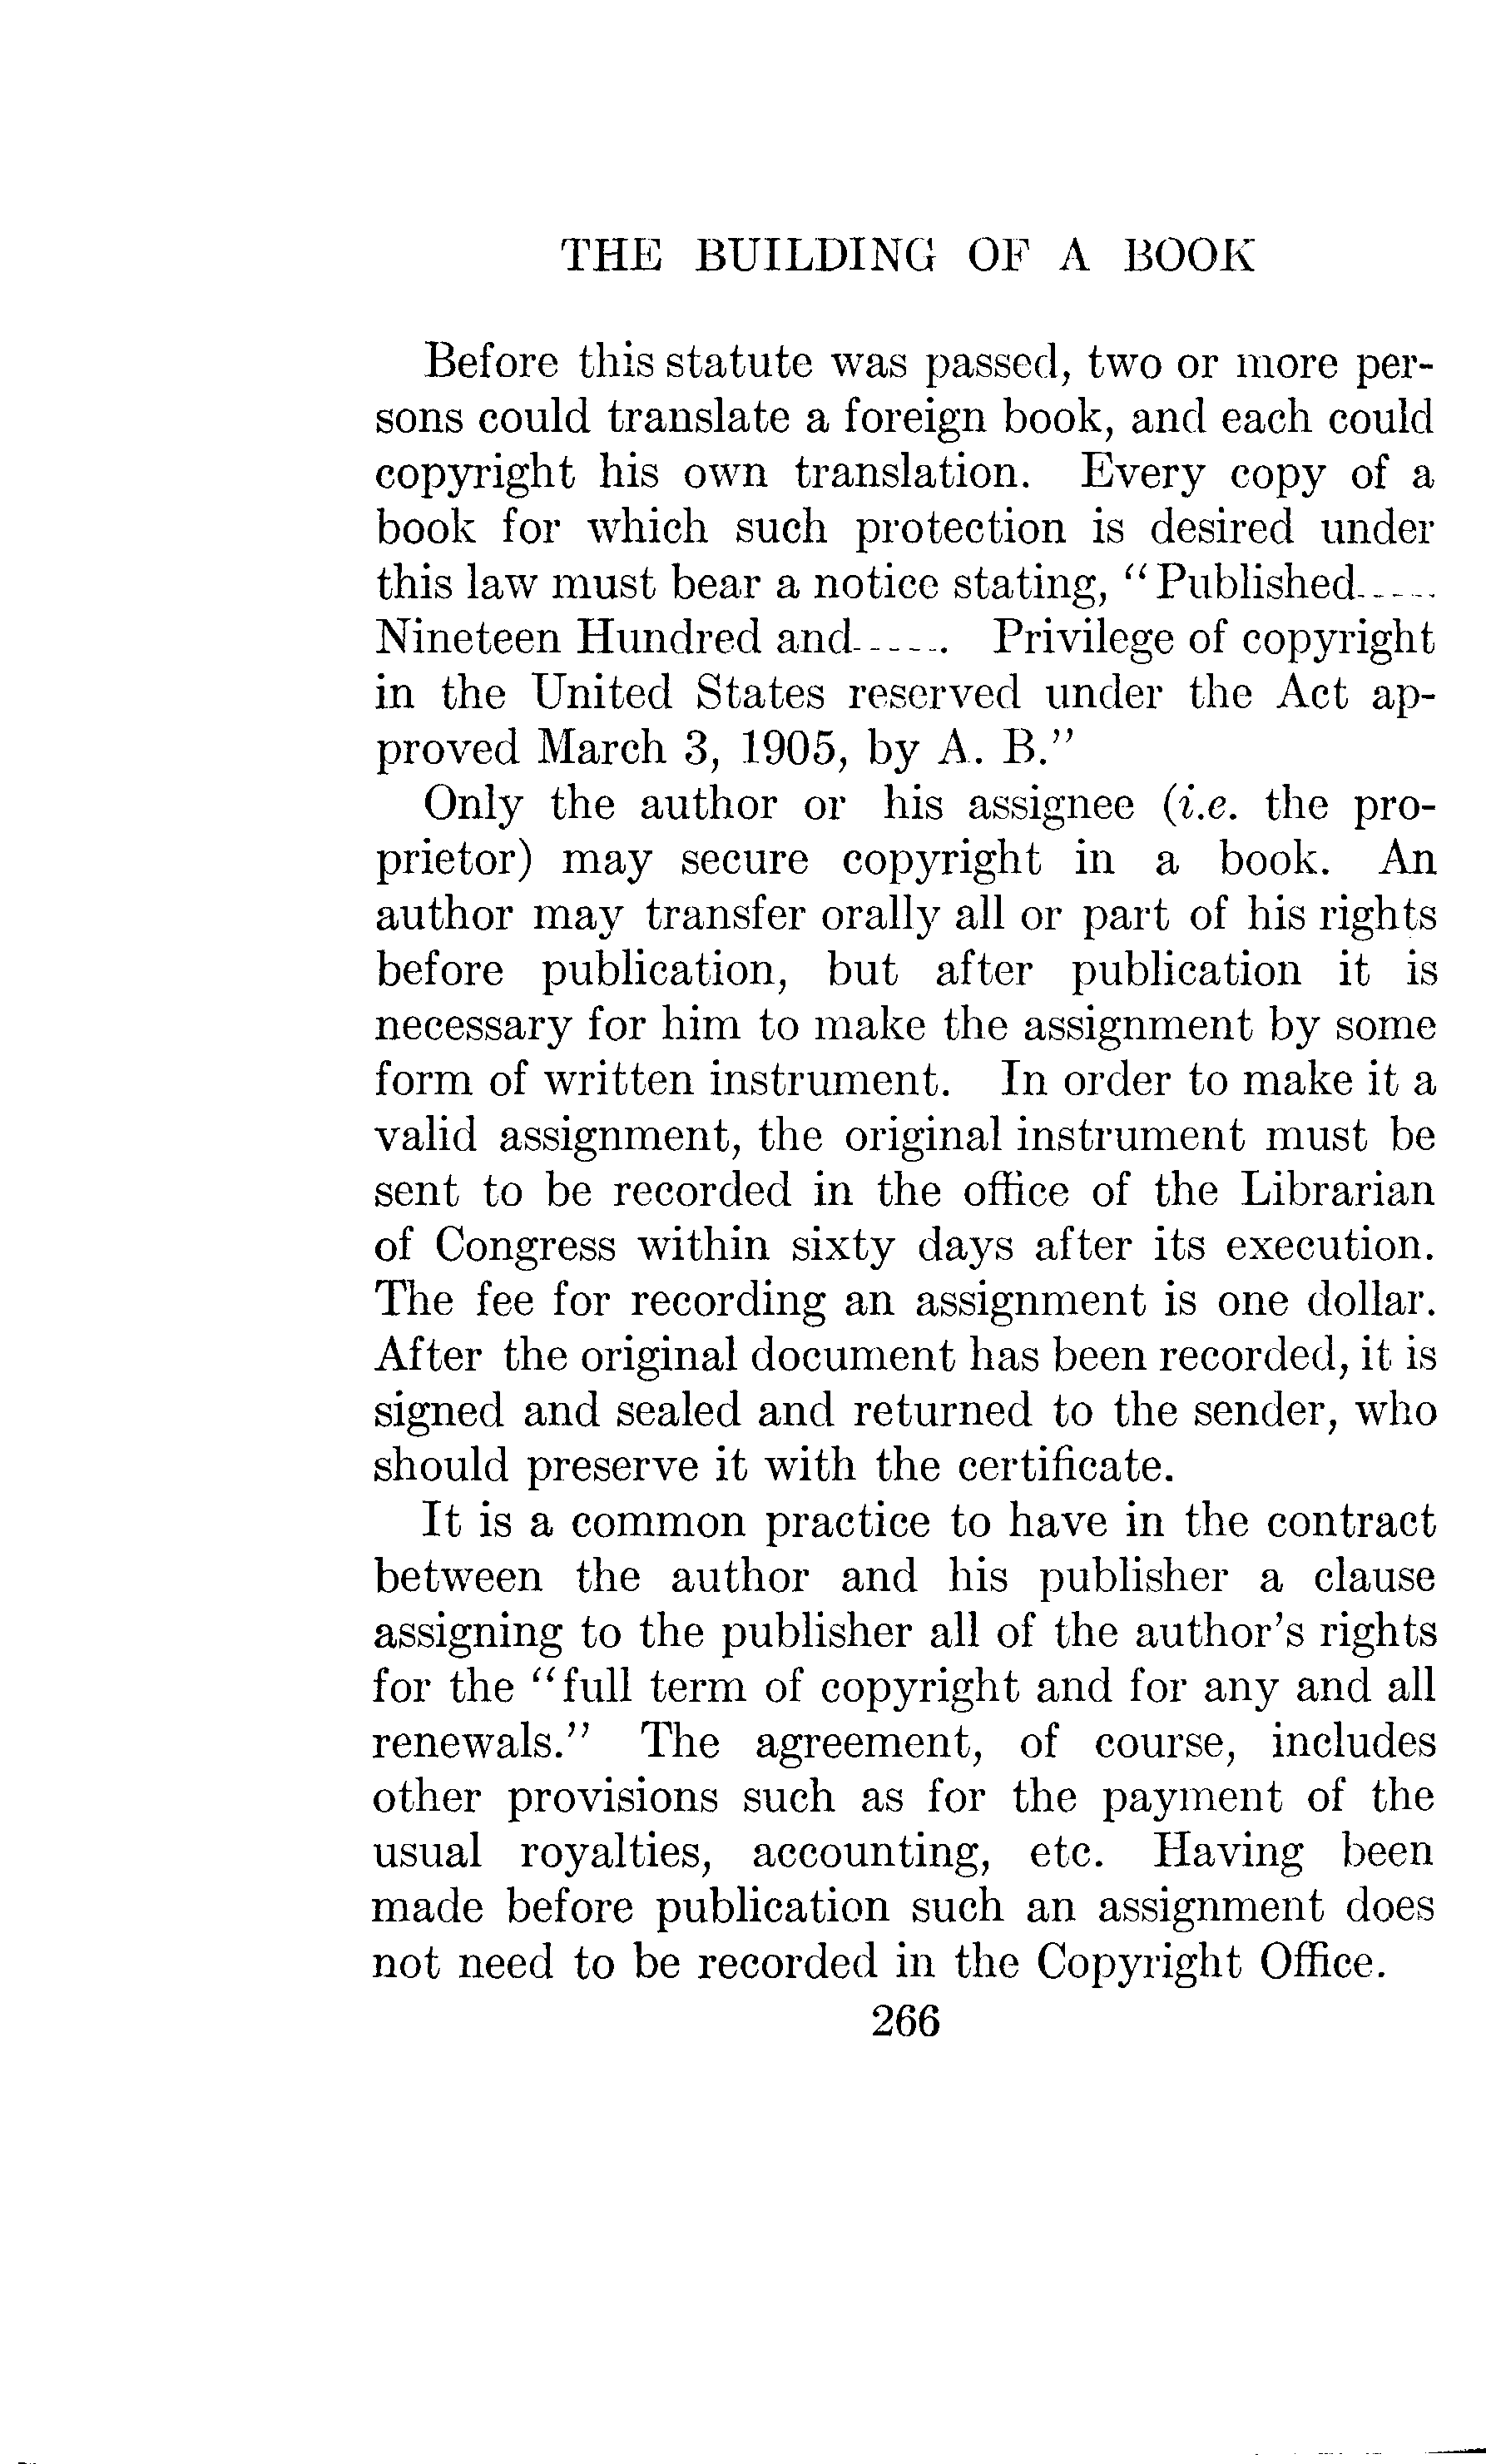 THE BUILDING OF A BOOK
Before this statute was passed, two or more per-
sons could translate a foreign book, and each could
copyright his own translation. Every copy of a
book for which such protection is desired under
this law must bear a notice stating, “Published-----
Nineteen Hundred and-----. Privilege of copyright
in the United States reserved under the Act ap-
proved March 3, 1905, by A. B.”
Only the author or his assignee (i.e. the pro-
prietor) may secure copyright in a book. An
author may transfer orally all or part of his rights
before publication, but after publication it is
necessary for him to make the assignment by some
form of written instrument. In order to make it a
valid assignment, the original instrument must be
sent to be recorded in the office of the Librarian
of Congress within sixty days after its execution.
The fee for recording an assignment is one dollar.
After the original document has been recorded, it is
signed and sealed and returned to the sender, who
should preserve it with the certificate.
It is a common practice to have in the contract
between the author and his publisher a clause
assigning to the publisher all of the author's rights
for the “full term of copyright and for any and all
renewals.” The agreement, of course, includes
other provisions such as for the payment of the
usual royalties, accounting, etc. Having been
made before publication such an assignment does
not need to be recorded in the Copyright Office.
266